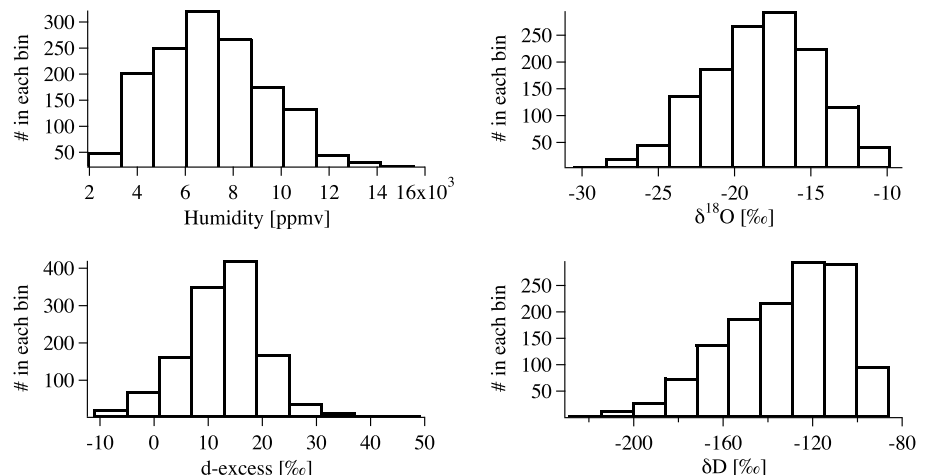 # in each bin
300
250
200
150
100
50
2 4 6 8 10 12 14 16x10³
Humidity [ppmv]
# in each bin
250
200
150
100
50
-30 -25 -20 -15 -10
δ¹⁸O [‰]
# in each bin
400
300
200
100
-10 0 10 20 30 40 50
d-excess [‰]
# in each bin
250
200
150
100
50
-200 -160 -120 -80
δD [‰]